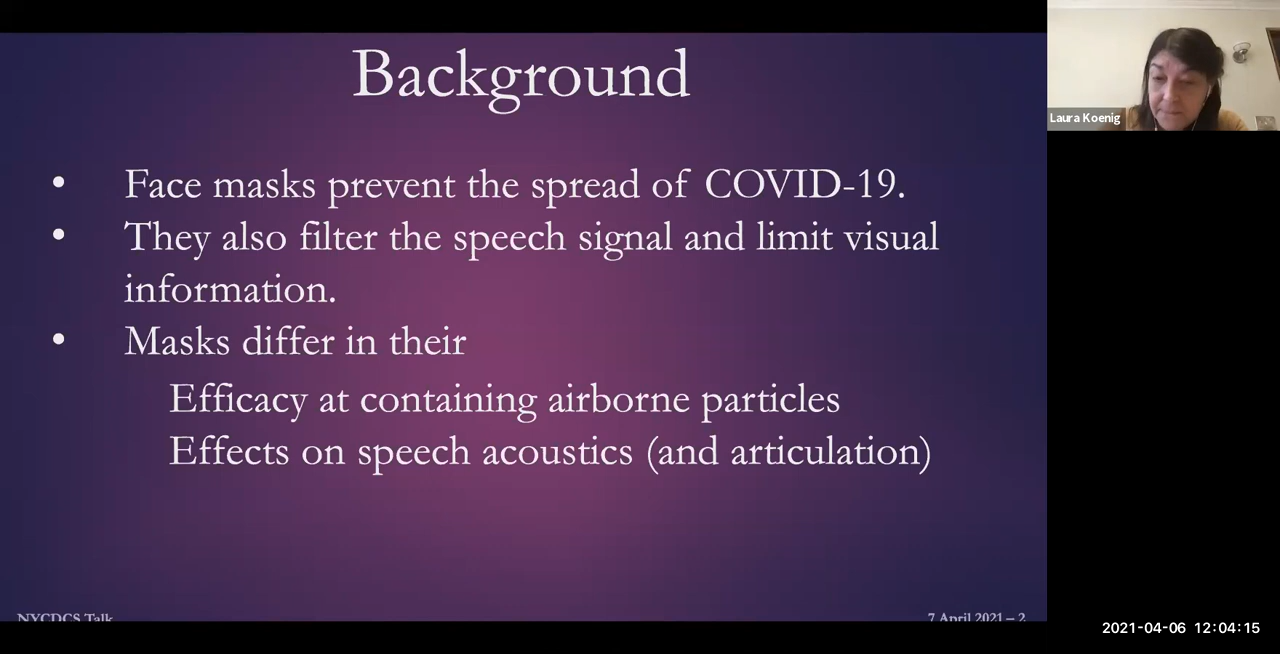 Background
• Face masks prevent the spread of COVID-19.
• They also filter the speech signal and limit visual
information.
• Masks differ in their
Efficacy at containing airborne particles
Effects on speech acoustics (and articulation)
NYCDCS Talk
7 April 2021 – 2
Laura Koenig
2021-04-06 12:04:15